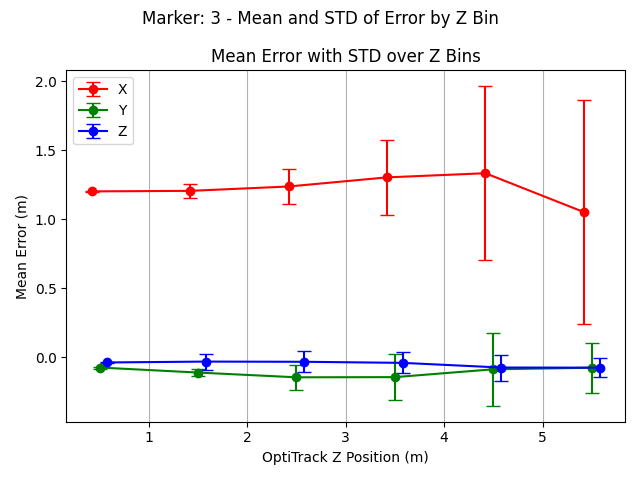 Marker: 3 - Mean and STD of Error by Z Bin
Mean Error with STD over Z Bins
X
Y
Z
2.0
1.5
1.0
0.5
0.0
Mean Error (m)
1 2 3 4 5
OptiTrack Z Position (m)